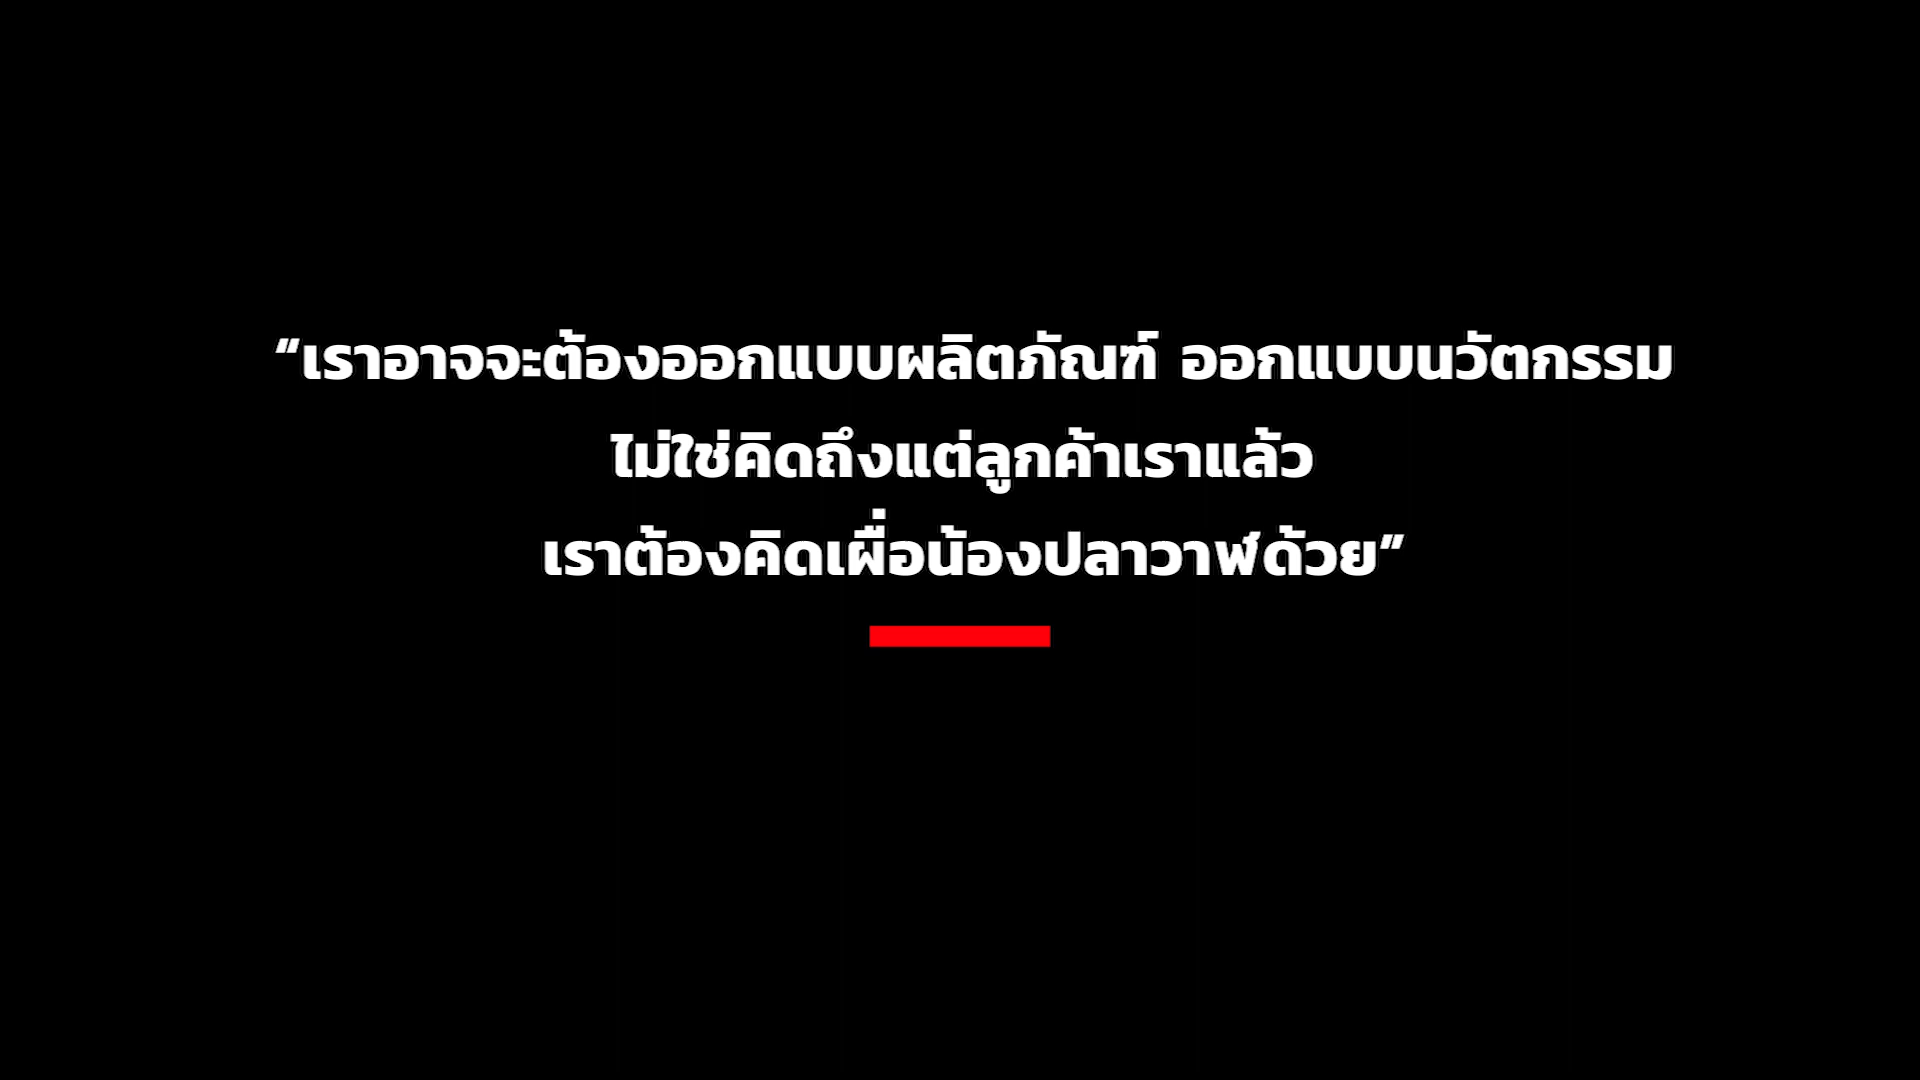 “เราอาจจะต้องออกแบบผลิตภัณฑ์ ออกแบบนวัตกรรม
ไม่ใช่คิดถึงแต่ลูกค้าเราแล้ว
เราต้องคิดเผื่อน้องปลาวาฬด้วย”